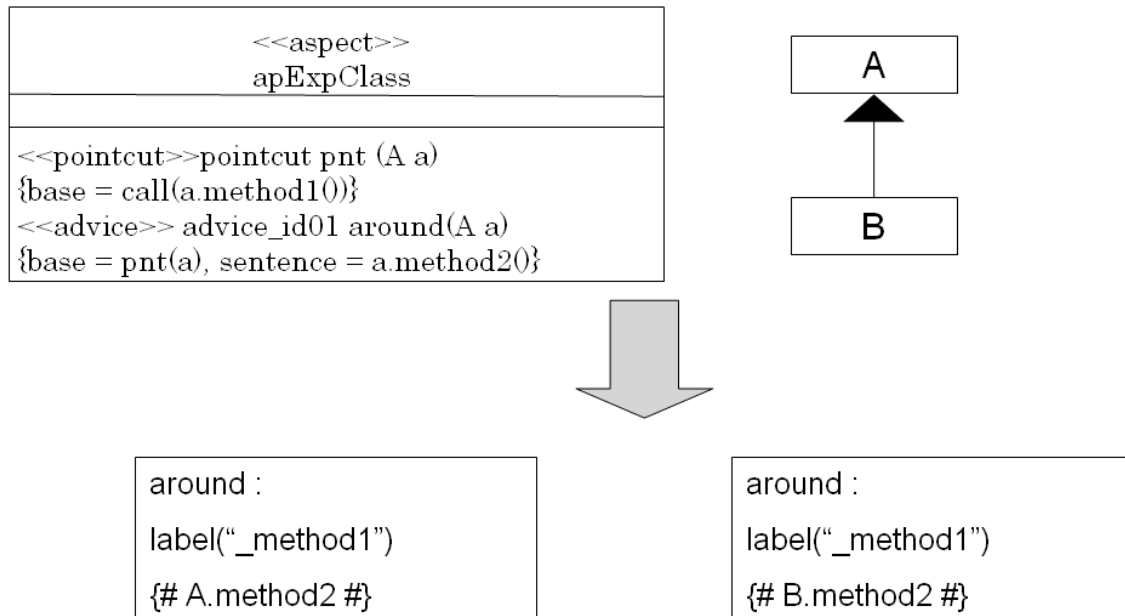 <<aspect>>
apExpClass
<<pointcut>>pointcut pnt (A a)
{base = call(a.method1())}
<<advice>> advice_id01 around(A a)
{base = pnt(a), sentence = a.method2()}
A
B
around :
label(“_method1”)
{# A.method2 #}
around :
label(“_method1”)
{# B.method2 #}